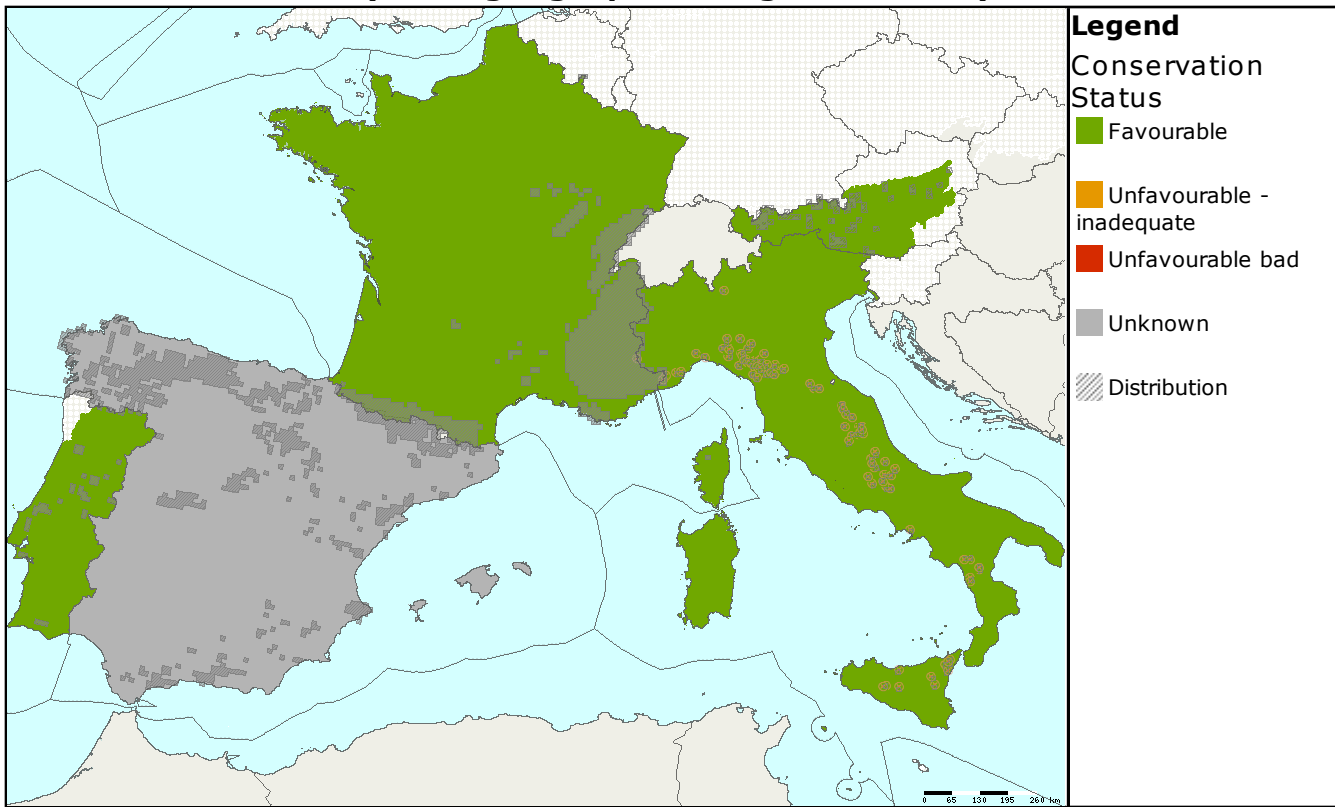 Legend
Conservation
Status
Favourable
Unfavourable -
inadequate
Unfavourable bad
Unknown
Distribution
0 65 130 195 260 km